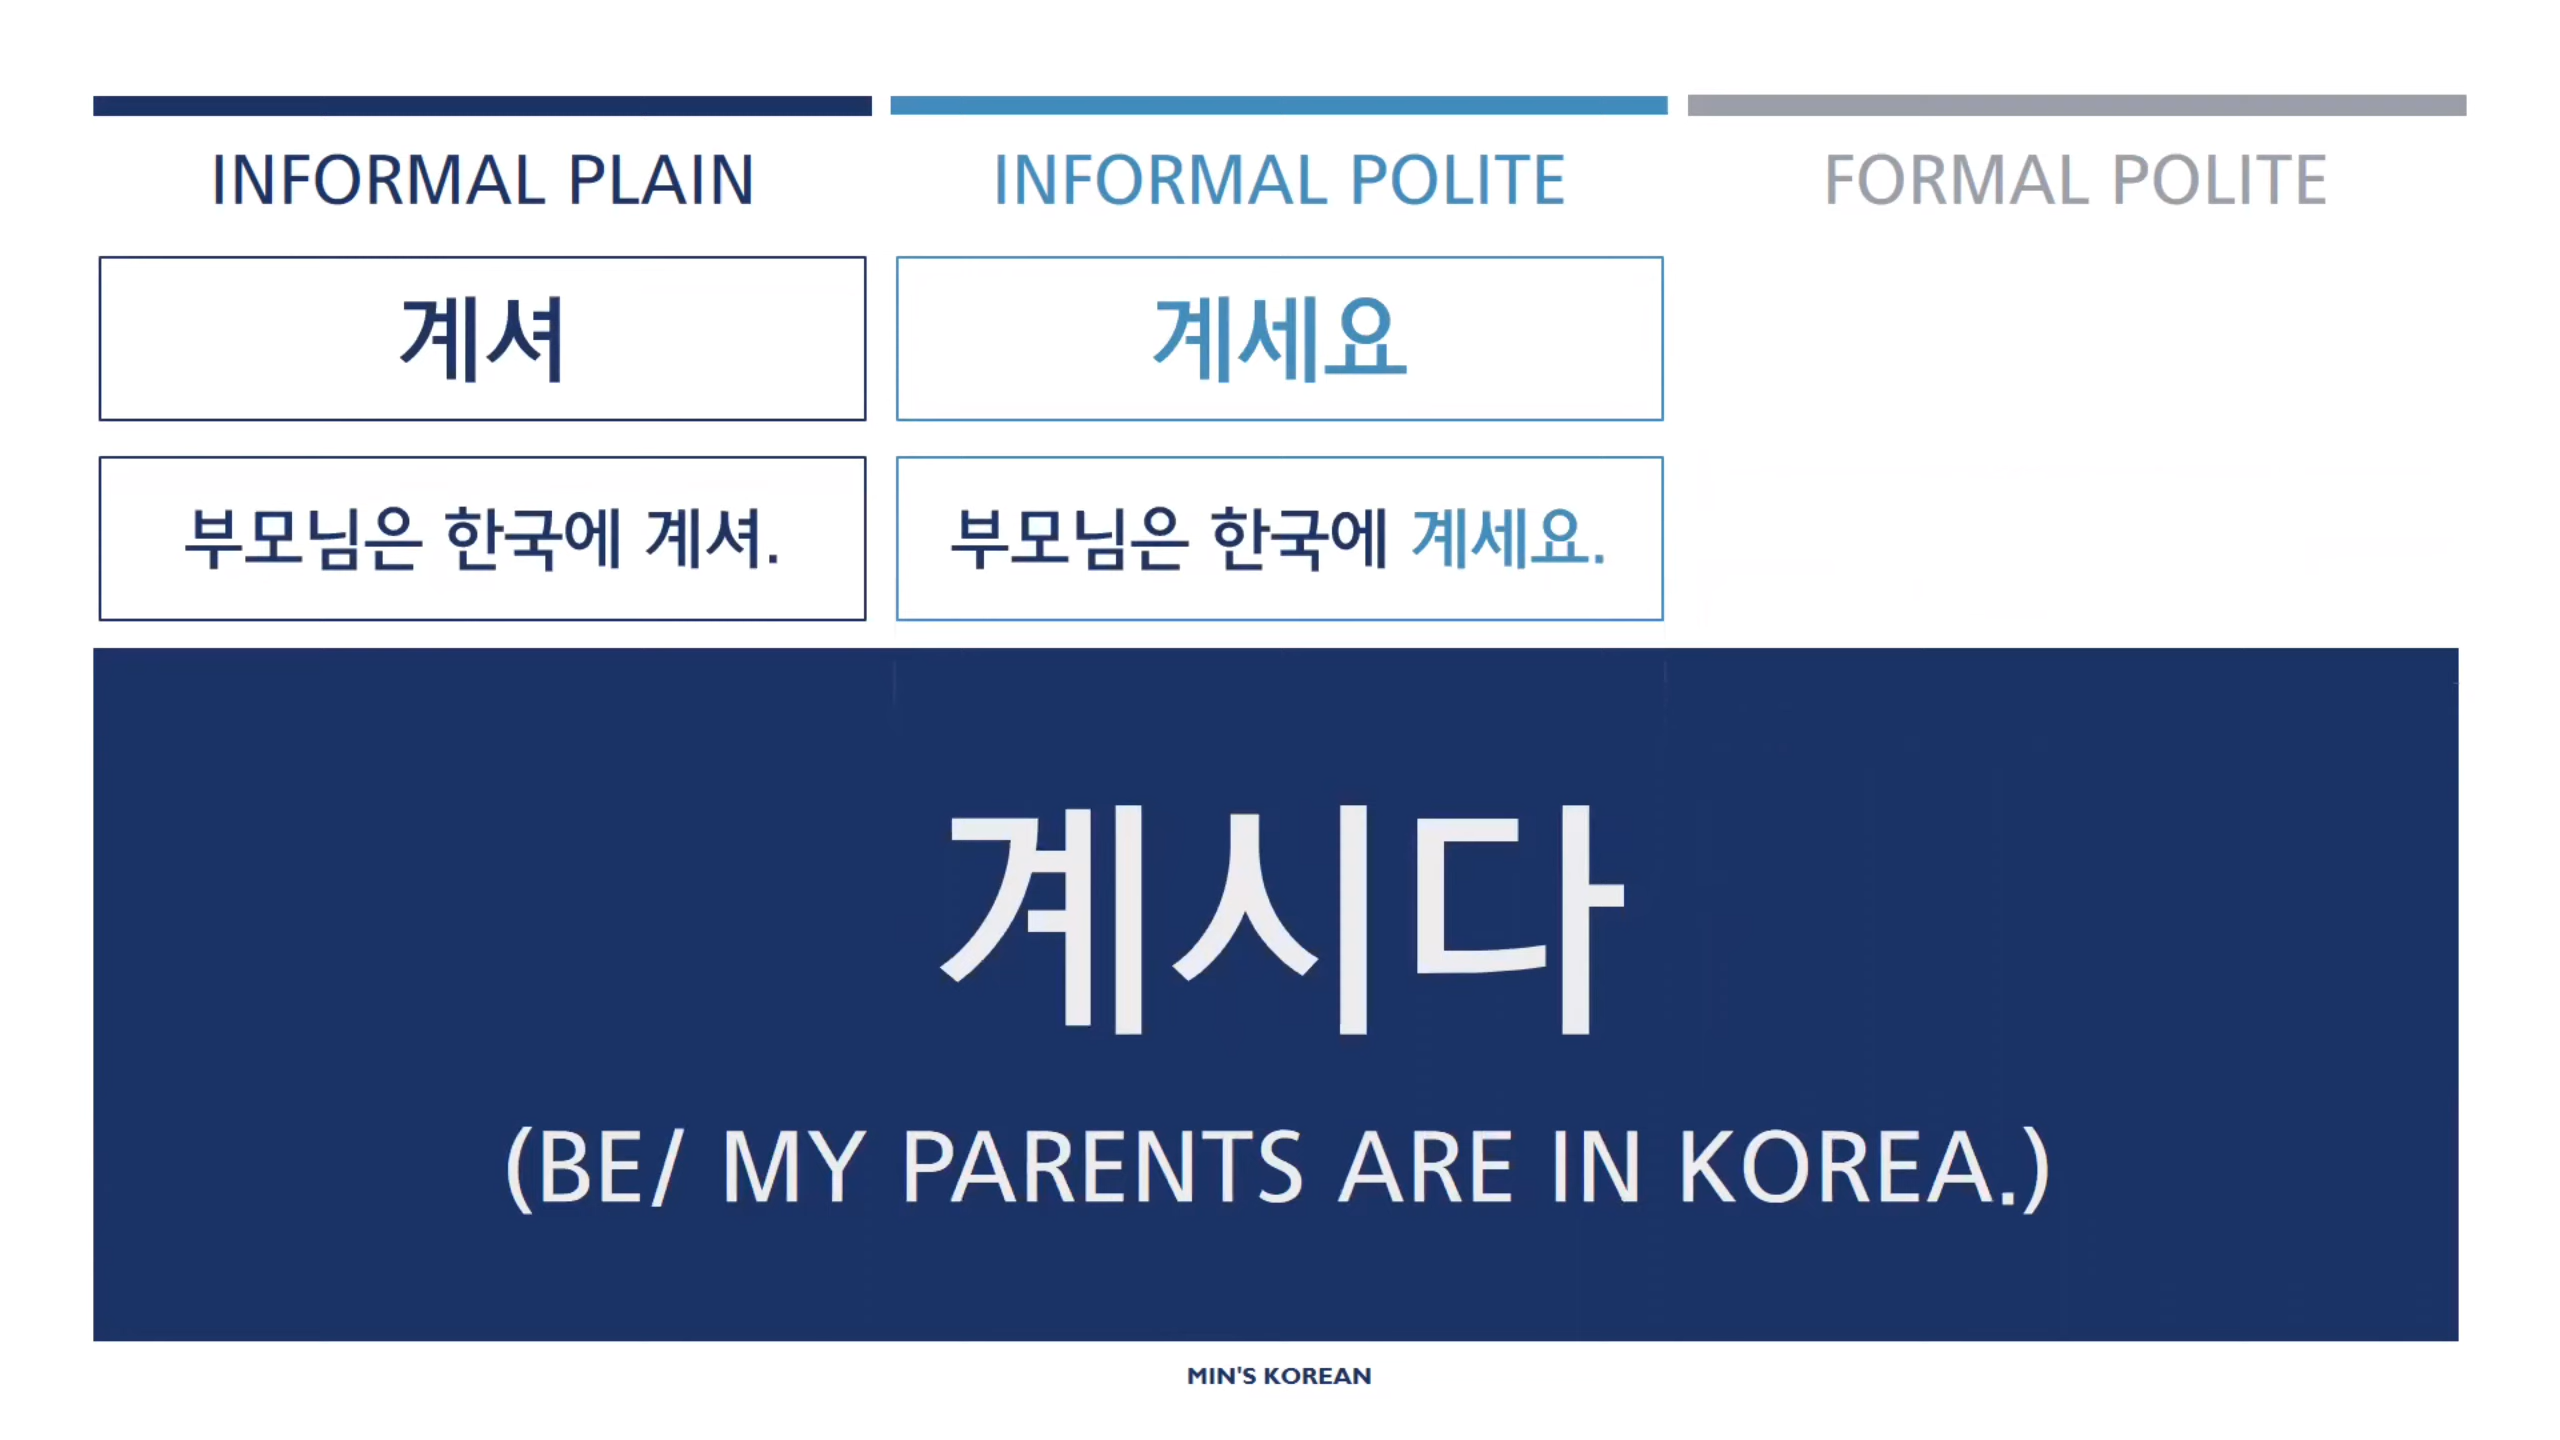 INFORMAL PLAIN
INFORMAL POLITE
FORMAL POLITE
계셔
계세요
부모님은 한국에 계셔.
부모님은 한국에 계세요.
계시다
(BE/ MY PARENTS ARE IN KOREA.)
MIN'S KOREAN